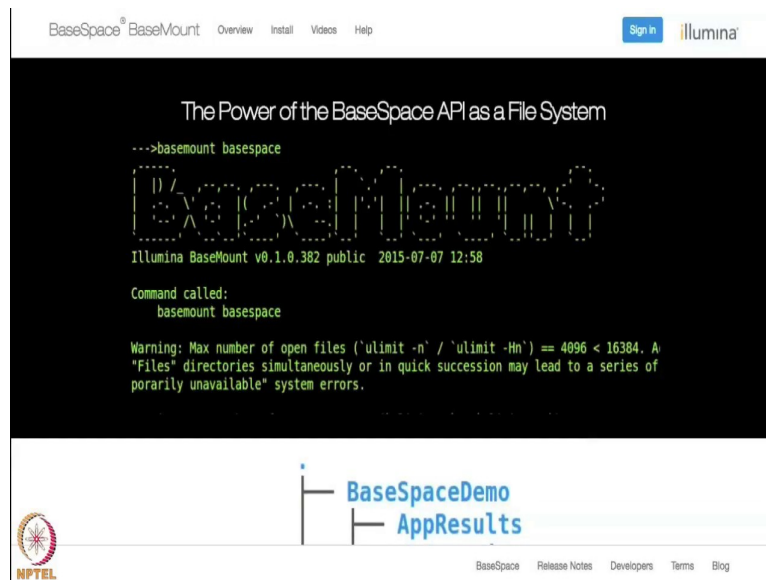 BaseSpace® BaseMount Overview Install Videos Help Sign in illumina®
The Power of the BaseSpace API as a File System
--->basemount basespace
BaseMount
Illumina BaseMount v0.1.0.382 public 2015-07-07 12:58
Command called:
basemount basespace
Warning: Max number of open files (`ulimit -n` / `ulimit -Hn`) == 4096 < 16384. A
"Files" directories simultaneously or in quick succession may lead to a series of
porarily unavailable" system errors.
BaseSpaceDemo
AppResults
NPTEL
BaseSpace Release Notes Developers Terms Blog